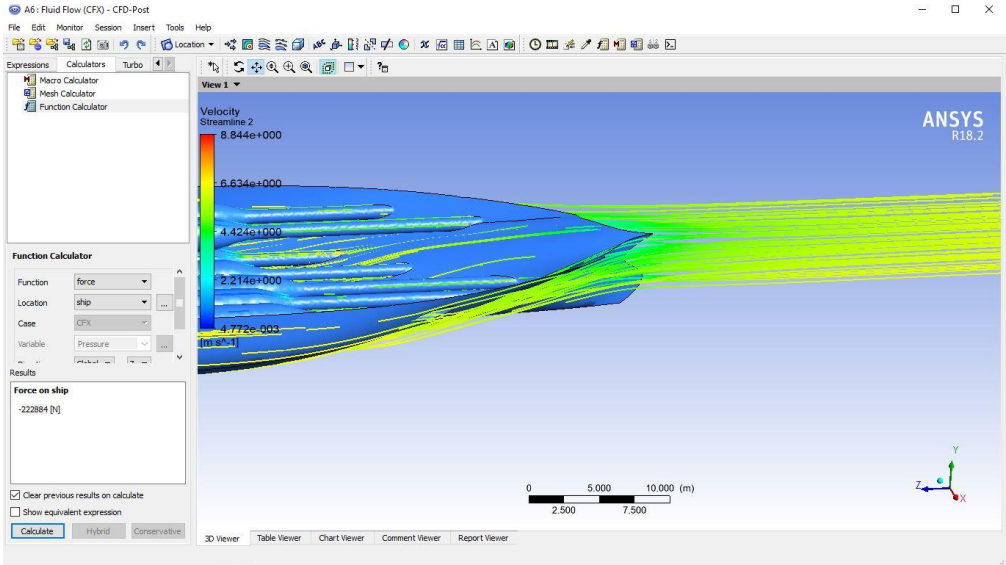 A6 : Fluid Flow (CFX) - CFD-Post
File Edit Monitor Session Insert Tools Help
Location
Expressions Calculators Turbo
Macro Calculator
Mesh Calculator
Function Calculator
View 1
Velocity
Streamline 2
8.844e+000
6.634e+000
4.424e+000
2.214e+000
4.772e-003
[m s^-1]
ANSYS
R18.2
Function Calculator
Function force
Location ship ...
Case CFX
Variable Pressure ...
Global
Results
Force on ship
-222884 [N]
Clear previous results on calculate
Show equivalent expression
Calculate Hybrid Conservative
0 5.000 10.000 (m)
2.500 7.500
Y
Z
X
3D Viewer Table Viewer Chart Viewer Comment Viewer Report Viewer